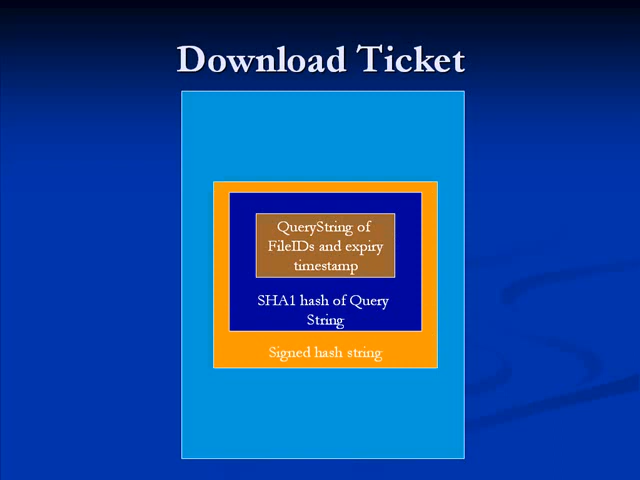 Download Ticket
QueryString of
FileIDs and expiry
timestamp
SHA1 hash of Query
String
Signed hash string